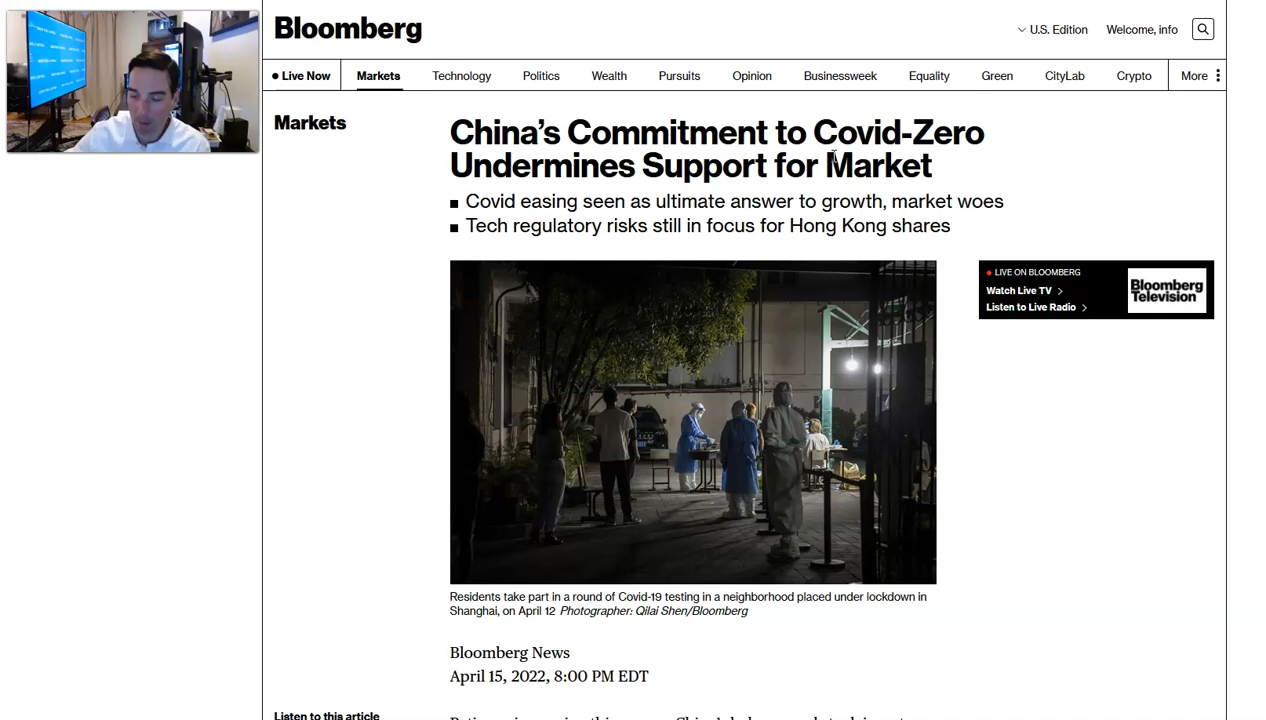 Bloomberg
U.S. Edition
Welcome, info
Live Now
Markets
Technology
Politics
Wealth
Pursuits
Opinion
Businessweek
Equality
Green
CityLab
Crypto
More
Markets
China's Commitment to Covid-Zero
Undermines Support for Market
Covid easing seen as ultimate answer to growth, market woes
Tech regulatory risks still in focus for Hong Kong shares
LIVE ON BLOOMBERG
Watch Live TV
Listen to Live Radio
Bloomberg
Television
Residents take part in a round of Covid-19 testing in a neighborhood placed under lockdown in
Shanghai, on April 12 Photographer: Qilai Shen/Bloomberg
Bloomberg News
April 15, 2022, 8:00 PM EDT
Listen to this article